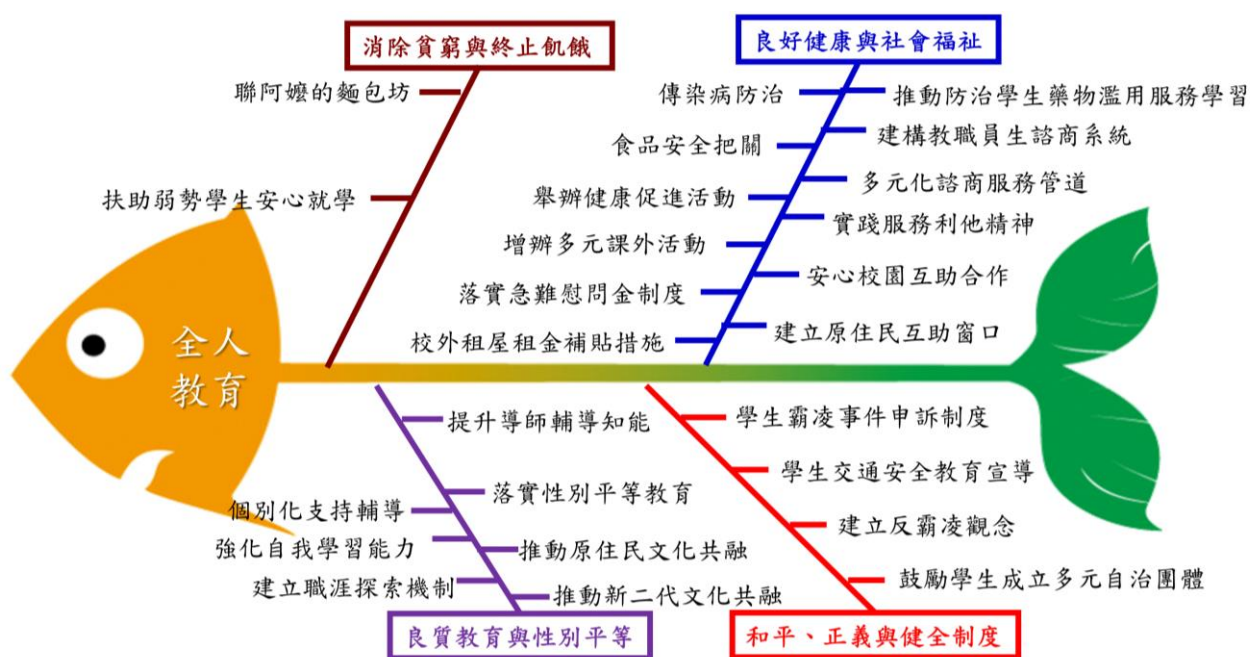 消除貧窮與終止飢餓
聯阿嬤的麵包坊
扶助弱勢學生安心就學
良好健康與社會福祉
傳染病防治
食品安全把關
舉辦健康促進活動
增辦多元課外活動
落實急難慰問金制度
校外租屋租金補貼措施
推動防治學生藥物濫用服務學習
建構教職員生諮商系統
多元化諮商服務管道
實踐服務利他精神
安心校園互助合作
建立原住民互助窗口
全人
教育
提升導師輔導知能
落實性別平等教育
個別化支持輔導
強化自我學習能力
推動原住民文化共融
建立職涯探索機制
推動新二代文化共融
良質教育與性別平等
學生霸凌事件申訴制度
學生交通安全教育宣導
建立反霸凌觀念
鼓勵學生成立多元自治團體
和平、正義與健全制度